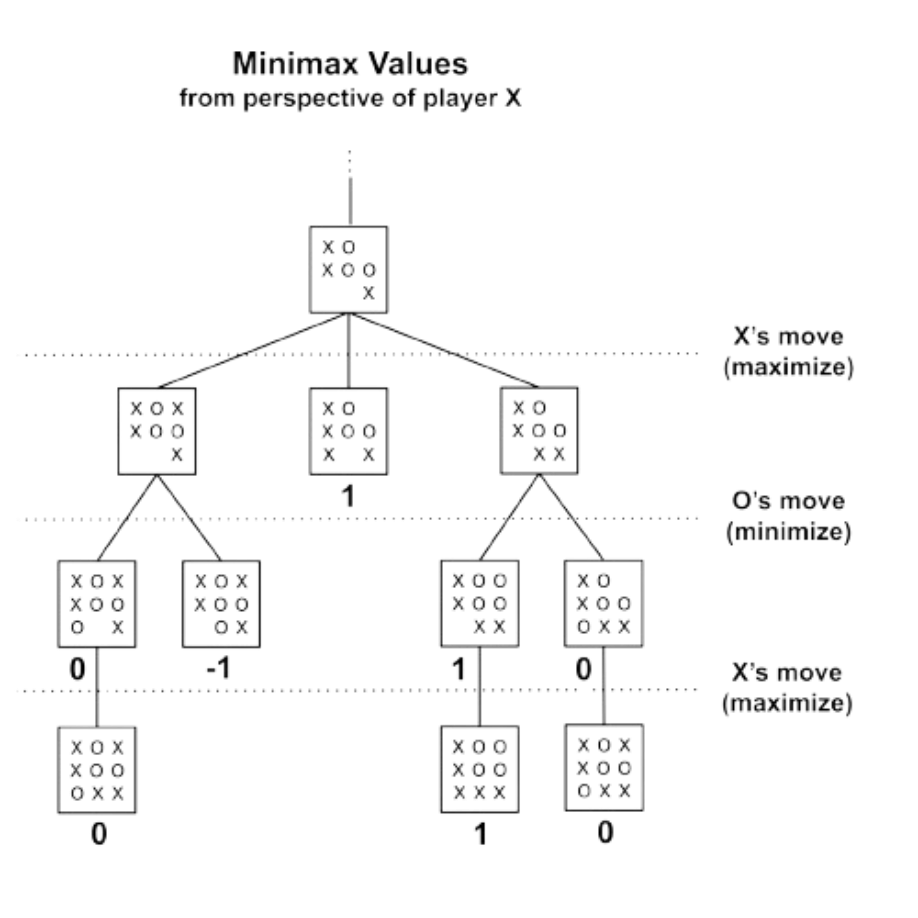 Minimax Values
from perspective of player X
X O
X O O
X
X's move
(maximize)
X O X
X O O
X
X O
X O O
X X
X O
X O O
X X
1
O's move
(minimize)
X O X
X O O
O X
X O X
X O O
O X
X O O
X O O
X X
X O
X O O
O X X
0
-1
1
0
X's move
(maximize)
X O X
X O O
O X X
X O O
X O O
X X X
X O X
X O O
O X X
0
1
0